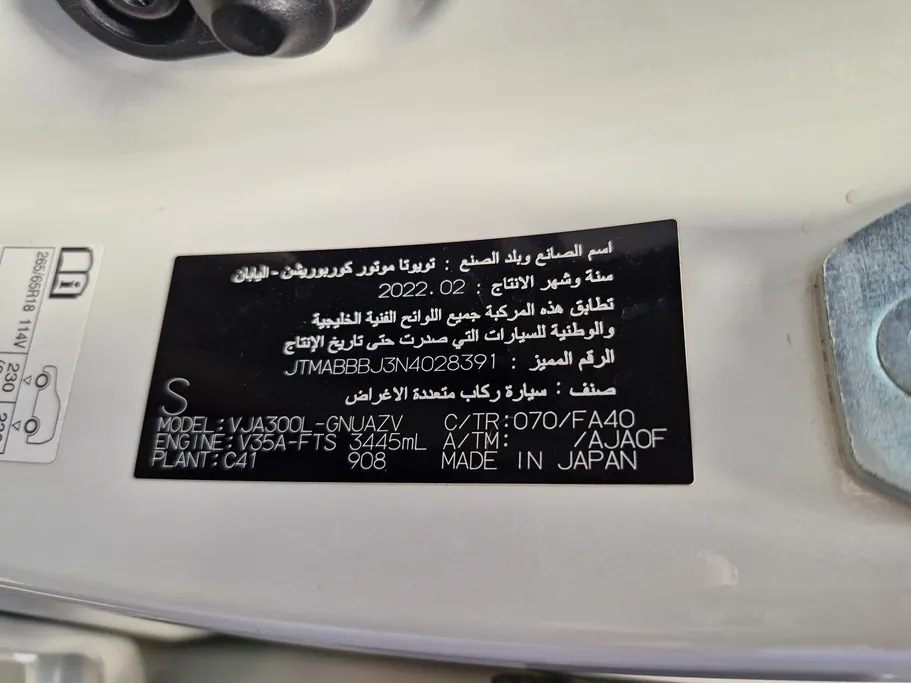 اسم الصانع وبلد الصنع : تويوتا موتور كوربوريشن - اليابان
سنة وشهر الانتاج : 2022.02
تطابق هذه المركبة جميع اللوائح الفنية الخليجية
والوطنية للسيارات التي صدرت حتى تاريخ الإنتاج
الرقم المميز : JTMABBBJ3N4028391
صنف : سيارة ركاب متعددة الاغراض
S
MODEL:VJA300L-GNUAZV C/TR:070/FA40
ENGINE:V35A-FTS 3445mL A/TM: /AJA0F
PLANT:C41 908 MADE IN JAPAN
265/65R18 114V
230